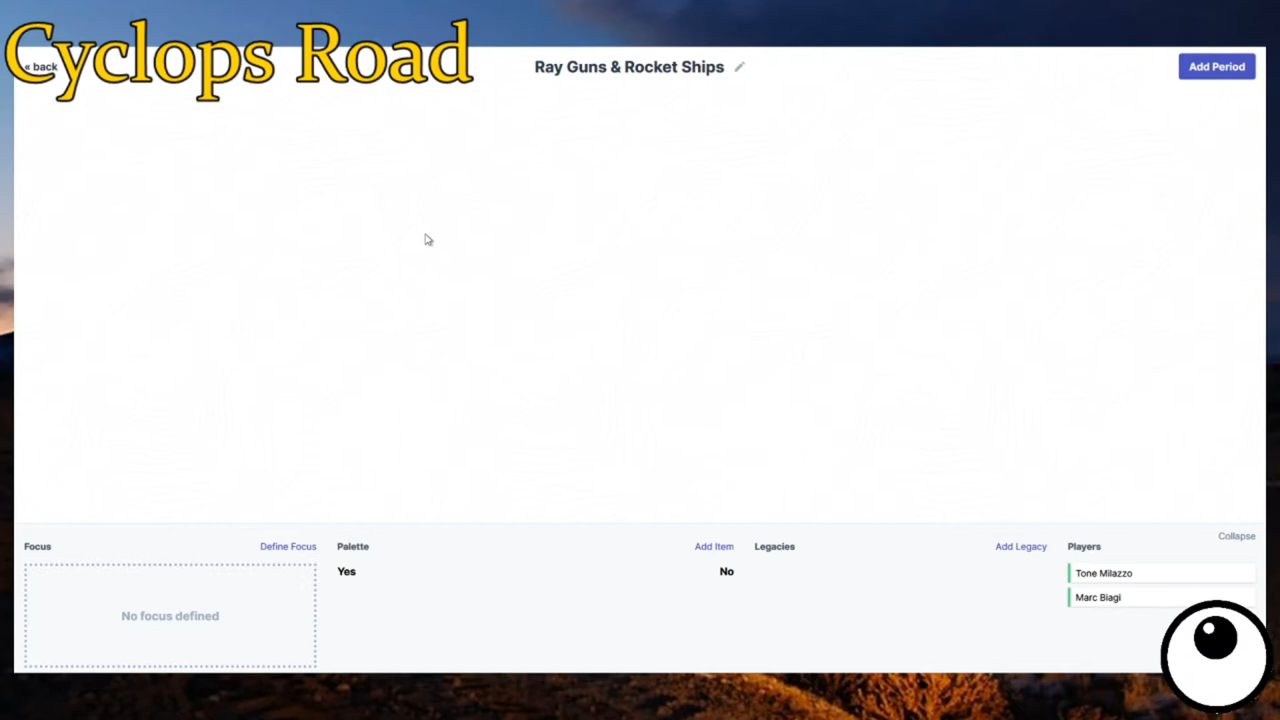 Cyclops Road
« back
Ray Guns & Rocket Ships
Add Period
Collapse
Focus
Define Focus
Palette
Add Item
Legacies
Add Legacy
Players
Yes
No
Tone Milazzo
Marc Biagi
No focus defined